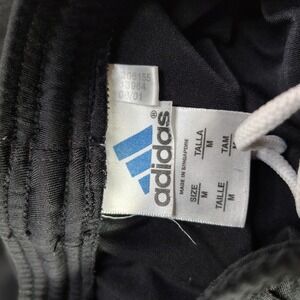 adidas®
MADE IN SINGAPORE
SIZE
M
TALLA
M
TAILLE
M
TAM